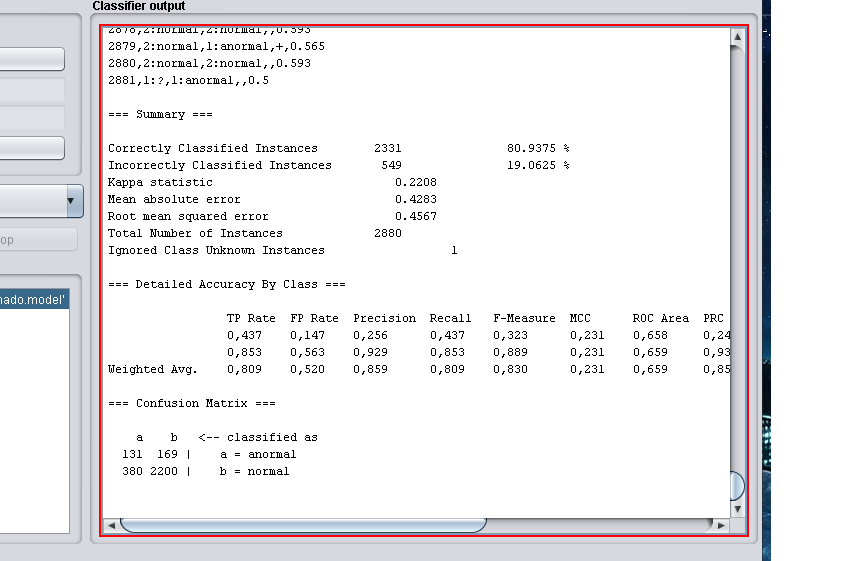 Classifier output
2878,2:normal,2:normal,,0.593
2879,2:normal,1:anormal,+,0.565
2880,2:normal,2:normal,,0.593
2881,1:?,1:anormal,,0.5
=== Summary ===
Correctly Classified Instances 2331 80.9375 %
Incorrectly Classified Instances 549 19.0625 %
Kappa statistic 0.2208
Mean absolute error 0.4283
Root mean squared error 0.4567
Total Number of Instances 2880
Ignored Class Unknown Instances 1
=== Detailed Accuracy By Class ===
TP Rate FP Rate Precision Recall F-Measure MCC ROC Area PRC
0,437 0,147 0,256 0,437 0,323 0,231 0,658 0,24
0,853 0,563 0,929 0,853 0,889 0,231 0,659 0,93
Weighted Avg. 0,809 0,520 0,859 0,809 0,830 0,231 0,659 0,85
=== Confusion Matrix ===
a b <-- classified as
131 169 | a = anormal
380 2200 | b = normal
op
nado.model'